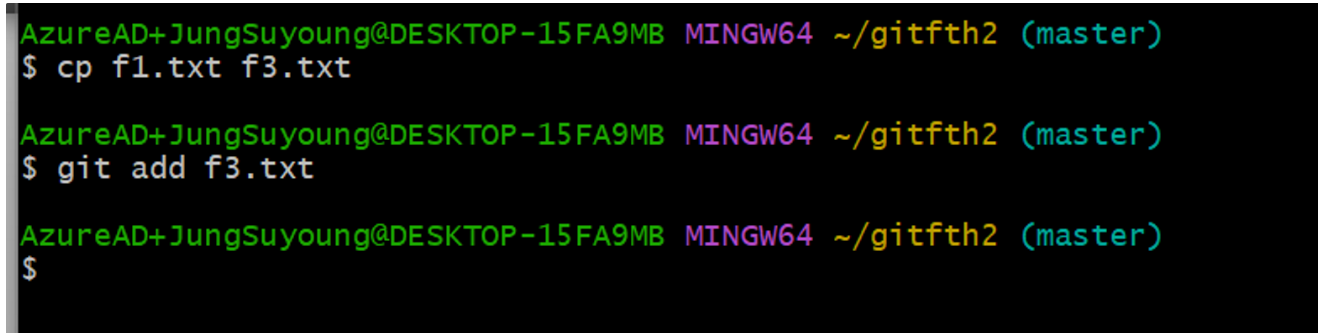 AzureAD+JungSuyoung@DESKTOP-15FA9MB MINGW64 ~/gitfth2 (master)
$ cp f1.txt f3.txt
AzureAD+JungSuyoung@DESKTOP-15FA9MB MINGW64 ~/gitfth2 (master)
$ git add f3.txt
AzureAD+JungSuyoung@DESKTOP-15FA9MB MINGW64 ~/gitfth2 (master)
$